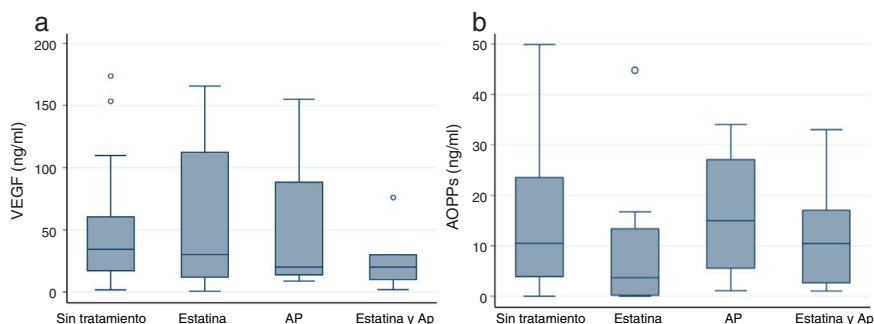 a
200
150
100
50
0
VEGF (ng/ml)
Sin tratamiento Estatina AP Estatina y Ap
b
50
40
30
20
10
0
AOPPs (ng/ml)
Sin tratamiento Estatina AP Estatina y Ap